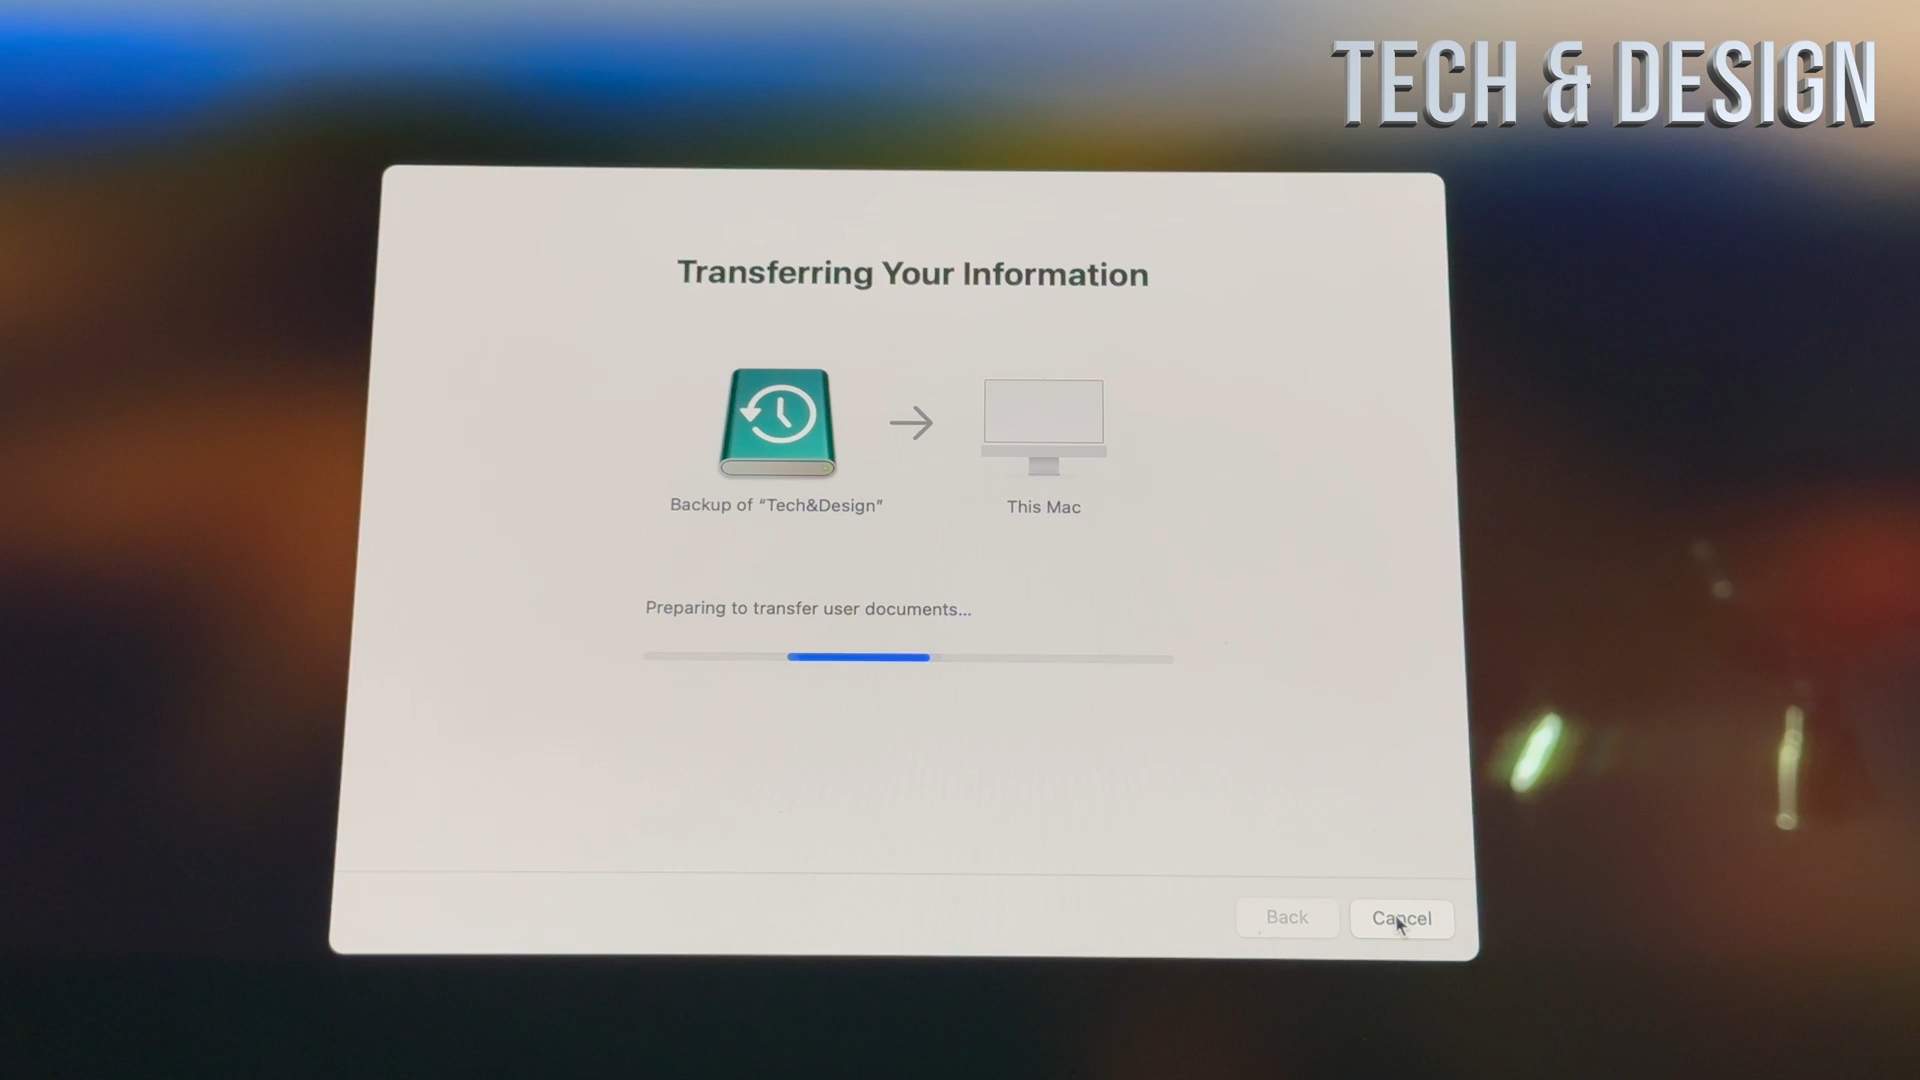 TECH & DESIGN
Transferring Your Information
Backup of “Tech&Design”
This Mac
Preparing to transfer user documents...
Back
Cancel